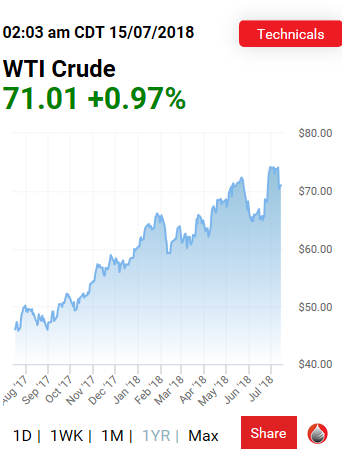 02:03 am CDT 15/07/2018
Technicals
WTI Crude
71.01 +0.97%
$80.00
$70.00
$60.00
$50.00
$40.00
Sep '17
Oct '17
Nov '17
Dec '17
Jan '18
Feb '18
Mar '18
Apr '18
May '18
Jun '18
Jul '18
1D | 1WK | 1M | 1YR | Max
Share